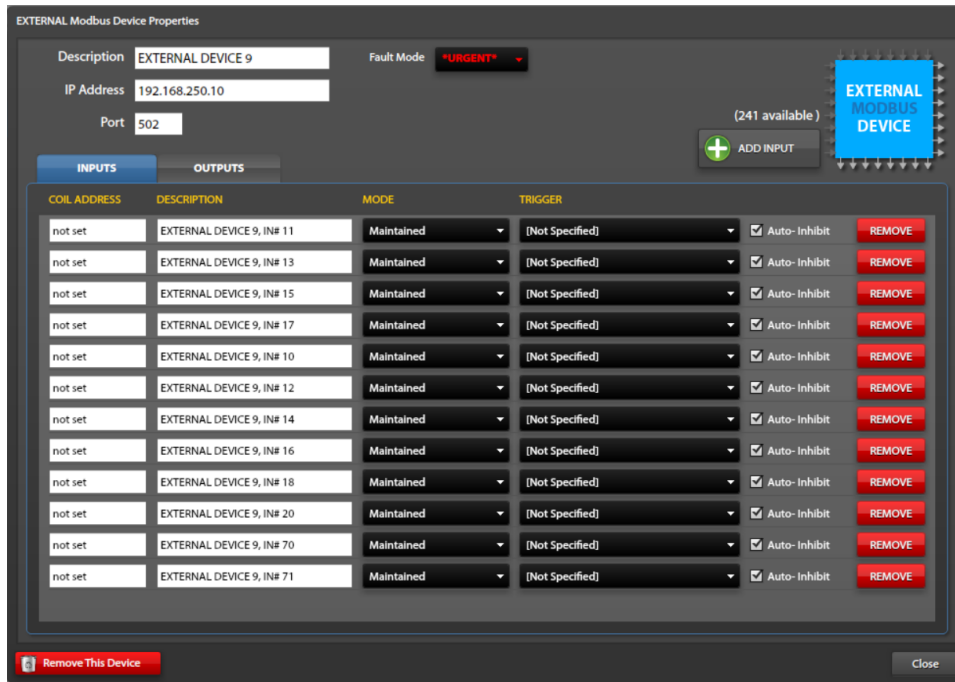 EXTERNAL Modbus Device Properties
Description EXTERNAL DEVICE 9 Fault Mode *URGENT*
IP Address 192.168.250.10
Port 502
EXTERNAL
MODBUS
DEVICE
(241 available )
ADD INPUT
INPUTS OUTPUTS
COIL ADDRESS DESCRIPTION MODE TRIGGER
not set EXTERNAL DEVICE 9, IN# 11 Maintained [Not Specified] Auto- Inhibit REMOVE
not set EXTERNAL DEVICE 9, IN# 13 Maintained [Not Specified] Auto- Inhibit REMOVE
not set EXTERNAL DEVICE 9, IN# 15 Maintained [Not Specified] Auto- Inhibit REMOVE
not set EXTERNAL DEVICE 9, IN# 17 Maintained [Not Specified] Auto- Inhibit REMOVE
not set EXTERNAL DEVICE 9, IN# 10 Maintained [Not Specified] Auto- Inhibit REMOVE
not set EXTERNAL DEVICE 9, IN# 12 Maintained [Not Specified] Auto- Inhibit REMOVE
not set EXTERNAL DEVICE 9, IN# 14 Maintained [Not Specified] Auto- Inhibit REMOVE
not set EXTERNAL DEVICE 9, IN# 16 Maintained [Not Specified] Auto- Inhibit REMOVE
not set EXTERNAL DEVICE 9, IN# 18 Maintained [Not Specified] Auto- Inhibit REMOVE
not set EXTERNAL DEVICE 9, IN# 20 Maintained [Not Specified] Auto- Inhibit REMOVE
not set EXTERNAL DEVICE 9, IN# 70 Maintained [Not Specified] Auto- Inhibit REMOVE
not set EXTERNAL DEVICE 9, IN# 71 Maintained [Not Specified] Auto- Inhibit REMOVE
Remove This Device Close